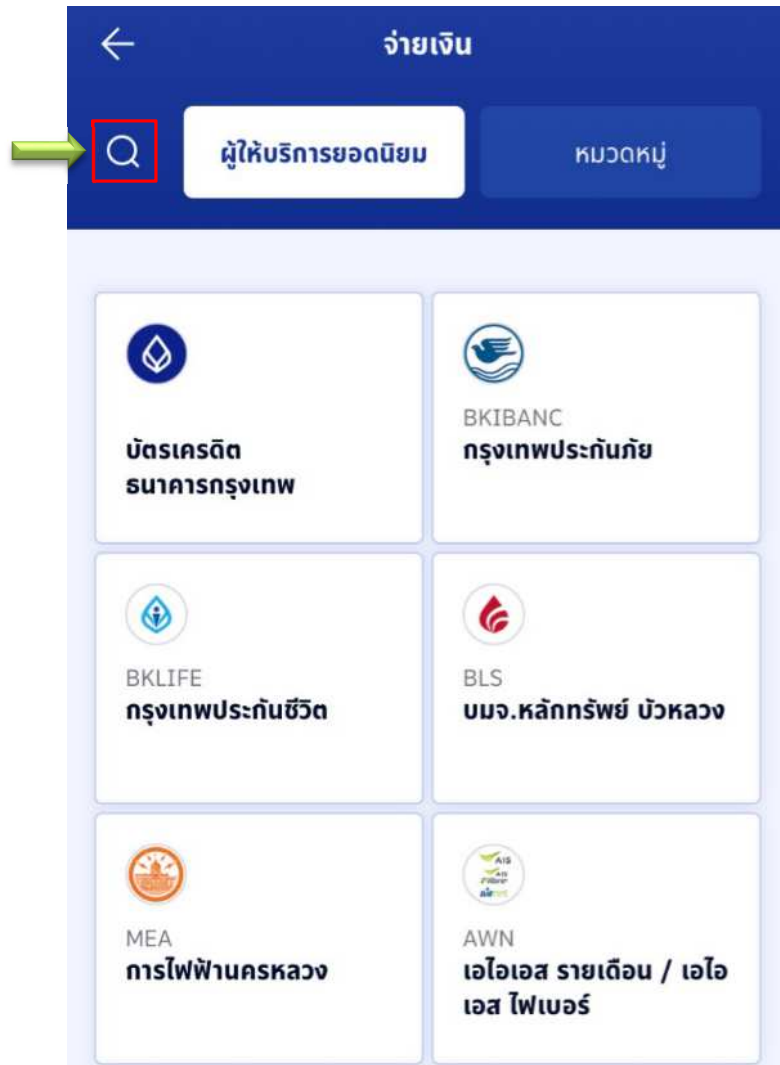 จ่ายเงิน
ผู้ให้บริการยอดนิยม
หมวดหมู่
บัตรเครดิต
ธนาคารกรุงเทพ
BKIBANC
กรุงเทพประกันภัย
BKLIFE
กรุงเทพประกันชีวิต
BLS
บมจ.หลักทรัพย์ บัวหลวง
MEA
การไฟฟ้านครหลวง
AIS
AIS
Fibre
AWN
เอไอเอส รายเดือน / เอไอ
เอส ไฟเบอร์